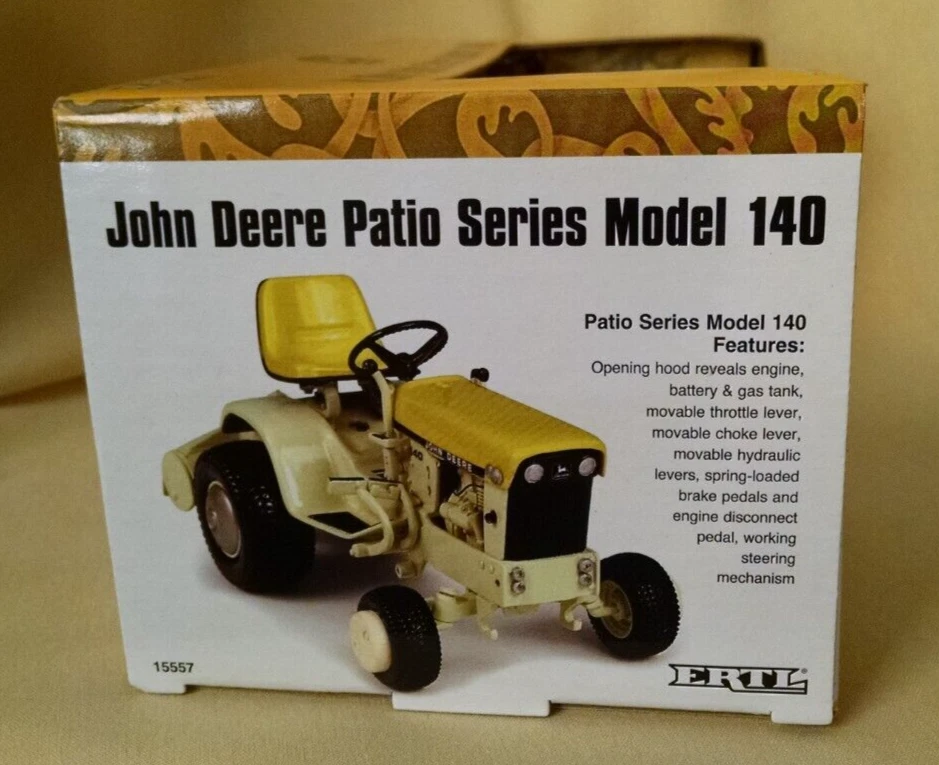 John Deere Patio Series Model 140
Patio Series Model 140
Features:
Opening hood reveals engine,
battery & gas tank,
movable throttle lever,
movable choke lever,
movable hydraulic
levers, spring-loaded
brake pedals and
engine disconnect
pedal, working
steering
mechanism
140
JOHN DEERE
15557
ERTL®